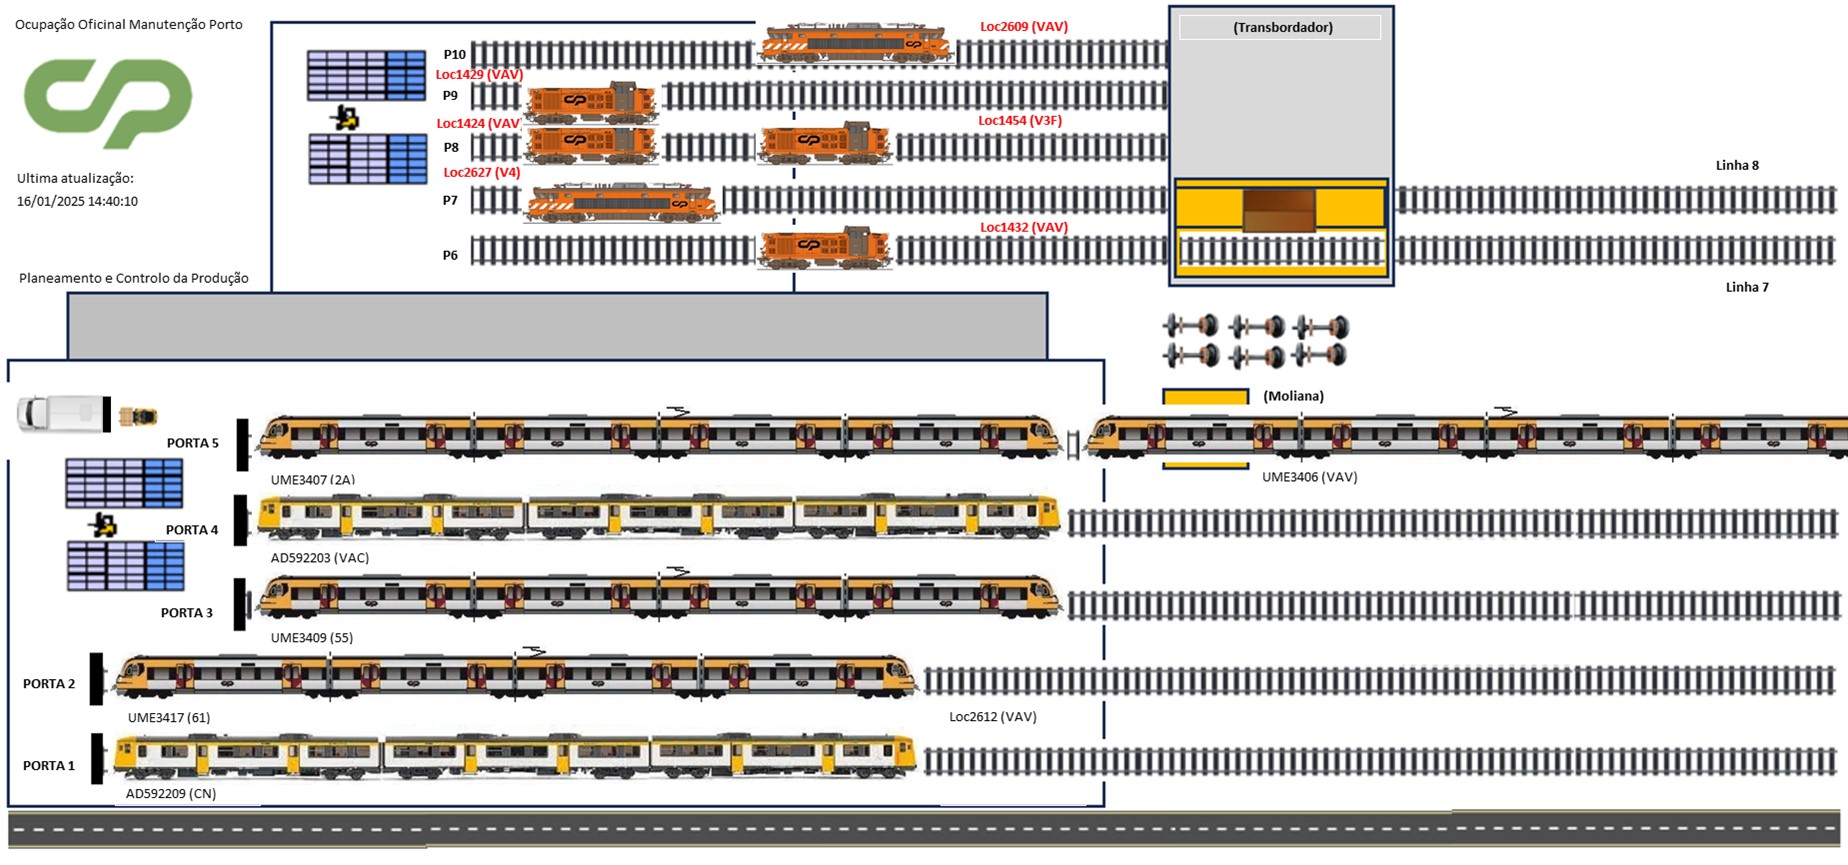 Ocupação Oficinal Manutenção Porto
Ultima atualização:
16/01/2025 14:40:10
Planeamento e Controlo da Produção
Loc2609 (VAV)
(Transbordador)
P10
Loc1429 (VAV)
P9
Loc1424 (VAV
Loc1454 (V3F)
P8
Loc2627 (V4)
Linha 8
P7
Loc1432 (VAV)
P6
Linha 7
(Moliana)
PORTA 5
UME3407 (2A)
UME3406 (VAV)
PORTA 4
AD592203 (VAC)
PORTA 3
UME3409 (55)
PORTA 2
UME3417 (61)
Loc2612 (VAV)
PORTA 1
AD592209 (CN)